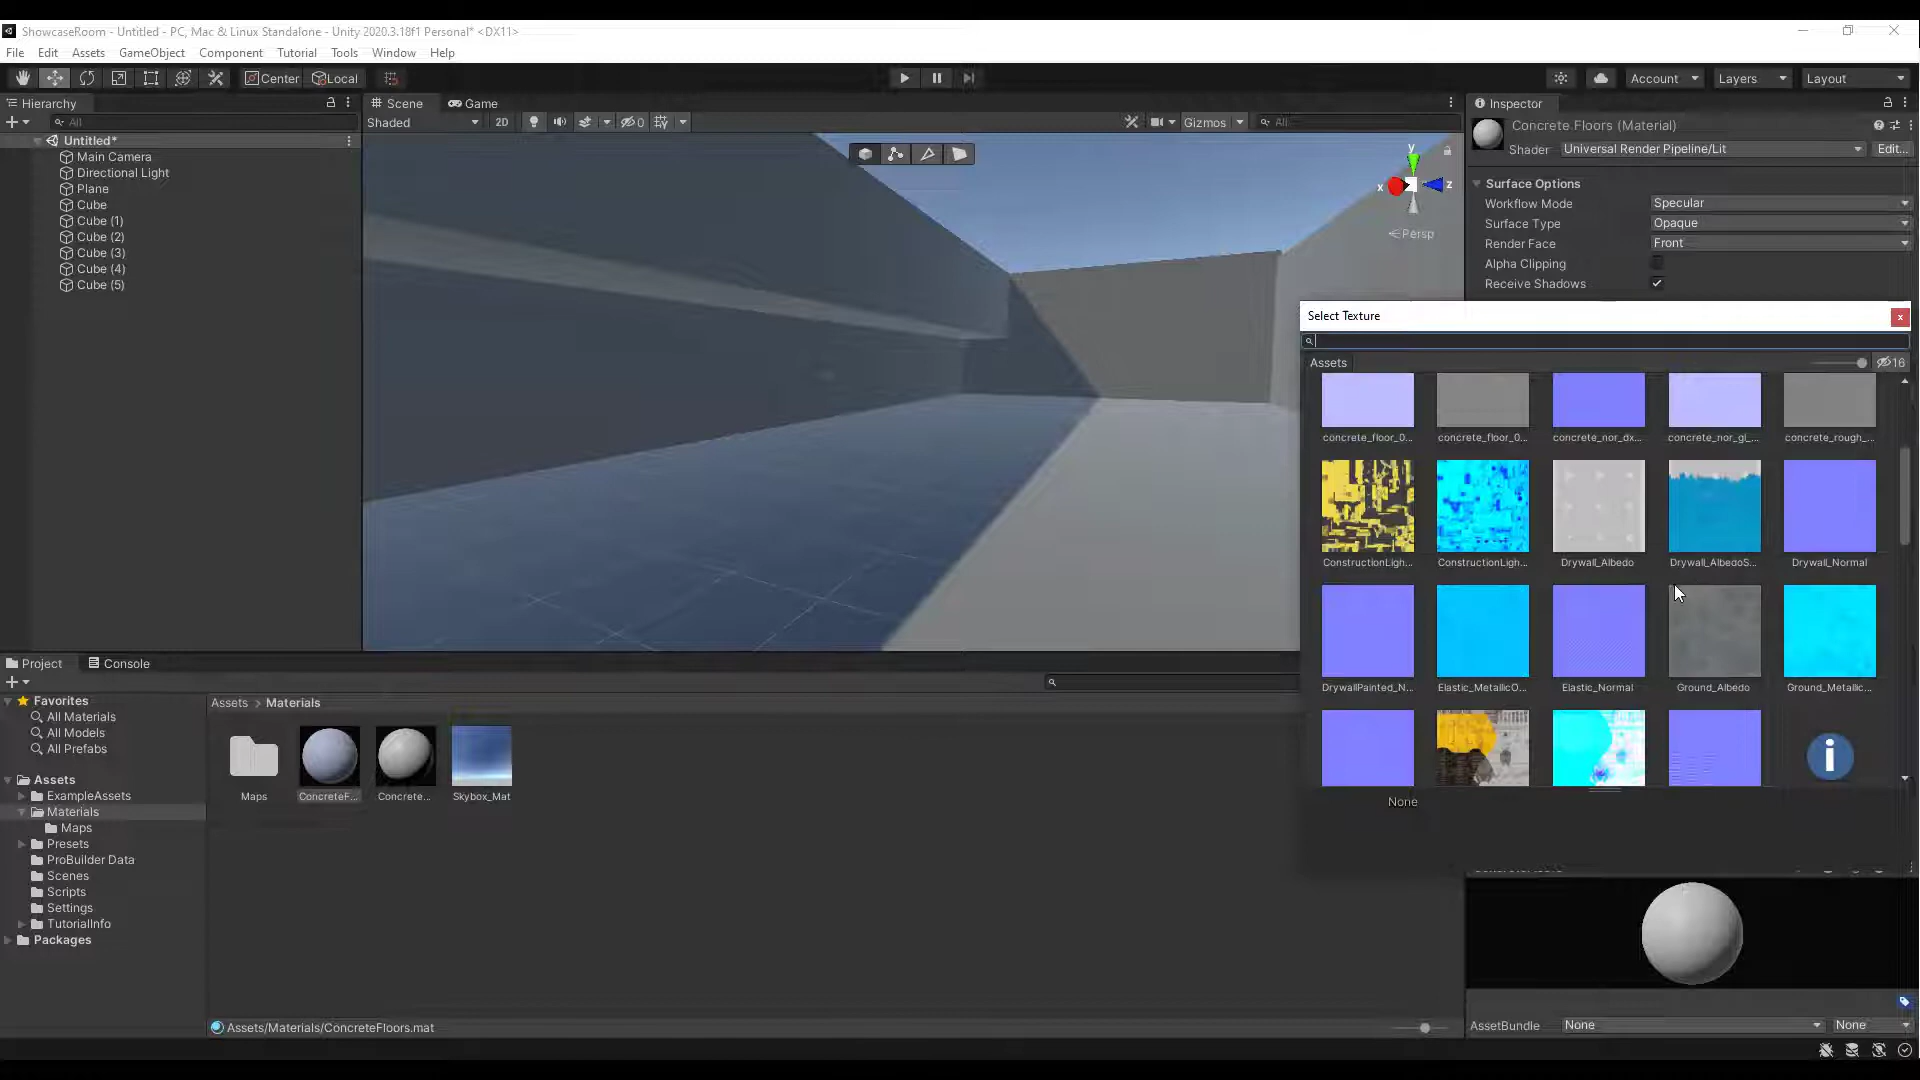 ShowcaseRoom - Untitled - PC, Mac & Linux Standalone - Unity 2020.3.18f1 Personal* <DX11>
File Edit Assets GameObject Component Tutorial Tools Window Help
Center Local Account Layers Layout
Hierarchy
All
Untitled*
Main Camera
Directional Light
Plane
Cube
Cube (1)
Cube (2)
Cube (3)
Cube (4)
Cube (5)
Scene Game
Shaded 2D 0 Gizmos All
y
x z
Persp
Inspector
Concrete Floors (Material)
Shader Universal Render Pipeline/Lit Edit...
Surface Options
Workflow Mode Specular
Surface Type Opaque
Render Face Front
Alpha Clipping
Receive Shadows
Select Texture x
Assets 16
concrete_floor_0... concrete_floor_0... concrete_nor_dx... concrete_nor_gl_... concrete_rough_...
ConstructionLigh... ConstructionLigh... Drywall_Albedo Drywall_AlbedoS... Drywall_Normal
DrywallPainted_N... Elastic_MetallicO... Elastic_Normal Ground_Albedo Ground_Metallic...
None
Project Console
Favorites
All Materials
All Models
All Prefabs
Assets
ExampleAssets
Materials
Maps
Presets
ProBuilder Data
Scenes
Scripts
Settings
TutorialInfo
Packages
Assets > Materials
Maps ConcreteF... Concrete... Skybox_Mat
Assets/Materials/ConcreteFloors.mat
AssetBundle None None